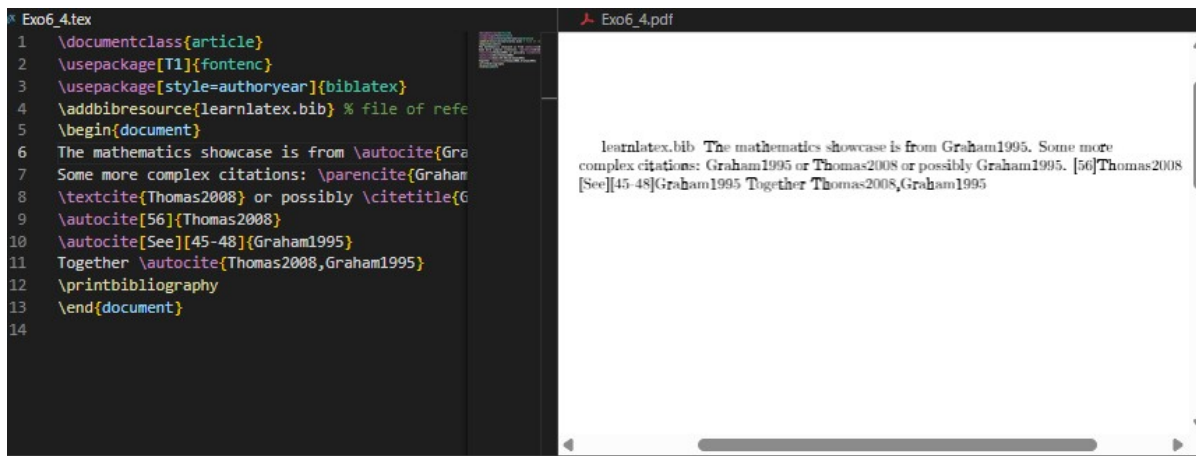 Exo6_4.tex
1 \documentclass{article}
2 \usepackage[T1]{fontenc}
3 \usepackage[style=authoryear]{biblatex}
4 \addbibresource{learnlatex.bib} % file of refe
5 \begin{document}
6 The mathematics showcase is from \autocite{Gra
7 Some more complex citations: \parencite{Graham
8 \textcite{Thomas2008} or possibly \citetitle{G
9 \autocite[56]{Thomas2008}
10 \autocite[See][45-48]{Graham1995}
11 Together \autocite{Thomas2008,Graham1995}
12 \printbibliography
13 \end{document}
14
Exo6_4.pdf
learnlatex.bib The mathematics showcase is from Graham1995. Some more
complex citations: Graham1995 or Thomas2008 or possibly Graham1995. [56]Thomas2008
[See][45-48]Graham1995 Together Thomas2008,Graham1995